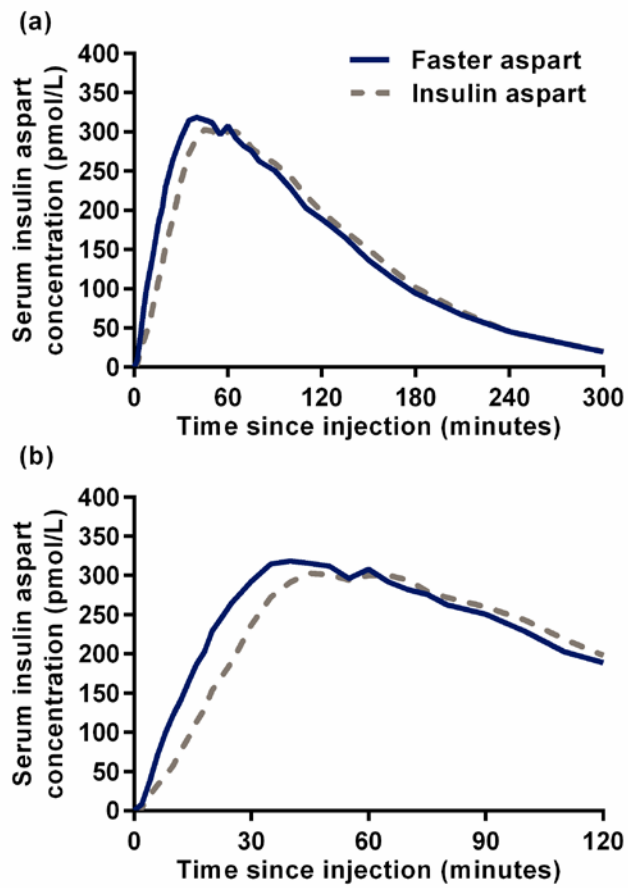 (a)
Serum insulin aspart
concentration (pmol/L)
400
350
300
250
200
150
100
50
0
Faster aspart
Insulin aspart
0 60 120 180 240 300
Time since injection (minutes)
(b)
Serum insulin aspart
concentration (pmol/L)
400
350
300
250
200
150
100
50
0
0 30 60 90 120
Time since injection (minutes)